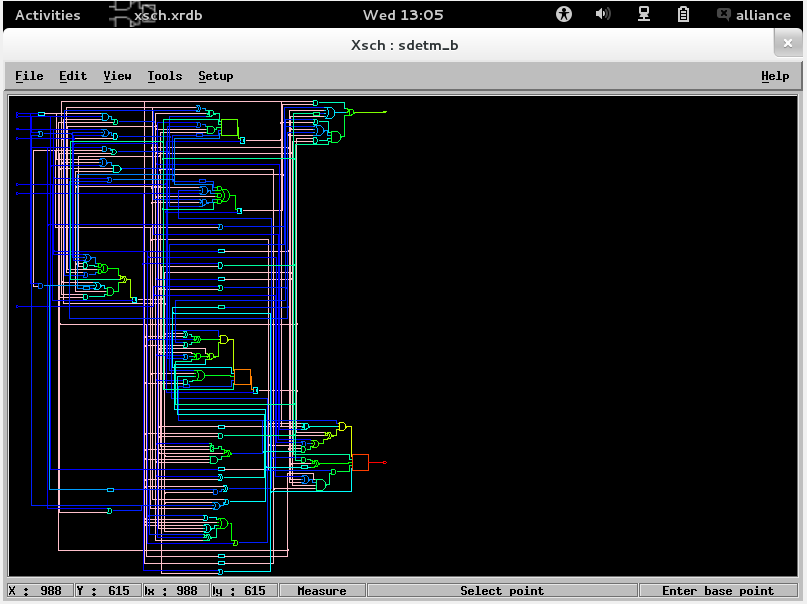 Activities xsch.xrdb Wed 13:05 alliance
Xsch : sdetm_b
File Edit View Tools Setup Help
X : 988 Y : 615 dx : 988 dy : 615 Measure Select point Enter base point